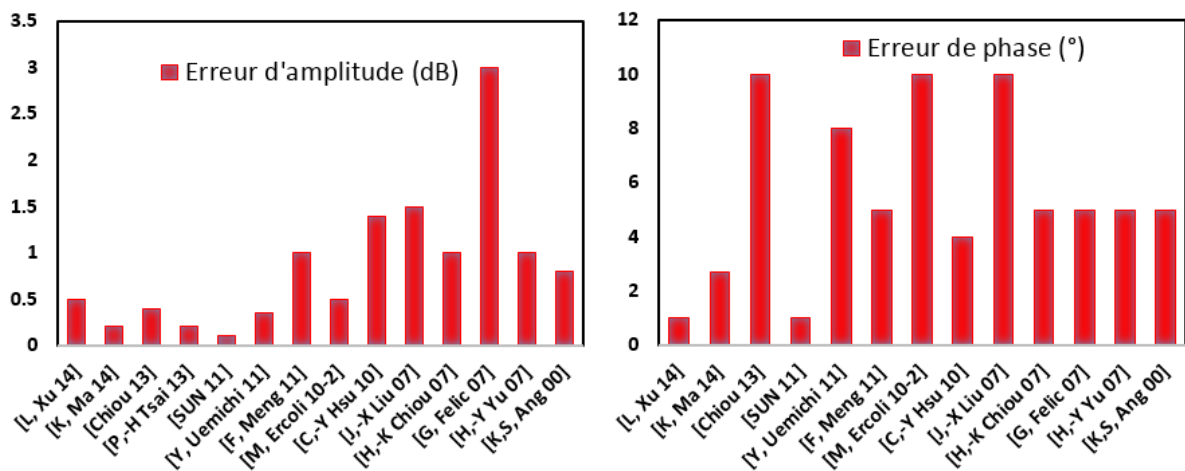 3.5
3
2.5
2
1.5
1
0.5
0
Erreur d'amplitude (dB)
[L, Xu 14]
[K, Ma 14]
[Chiou 13]
[P,-H Tsai 13]
[SUN 11]
[Y, Uemichi 11]
[F, Meng 11]
[M, Ercoli 10-2]
[C,-Y Hsu 10]
[J,-X Liu 07]
[H,-K Chiou 07]
[G, Felic 07]
[H,-Y Yu 07]
[K,S, Ang 00]
12
10
8
6
4
2
0
Erreur de phase (°)
[L, Xu 14]
[K, Ma 14]
[Chiou 13]
[SUN 11]
[Y, Uemichi 11]
[F, Meng 11]
[M, Ercoli 10-2]
[C,-Y Hsu 10]
[J,-X Liu 07]
[H,-K Chiou 07]
[G, Felic 07]
[H,-Y Yu 07]
[K,S, Ang 00]